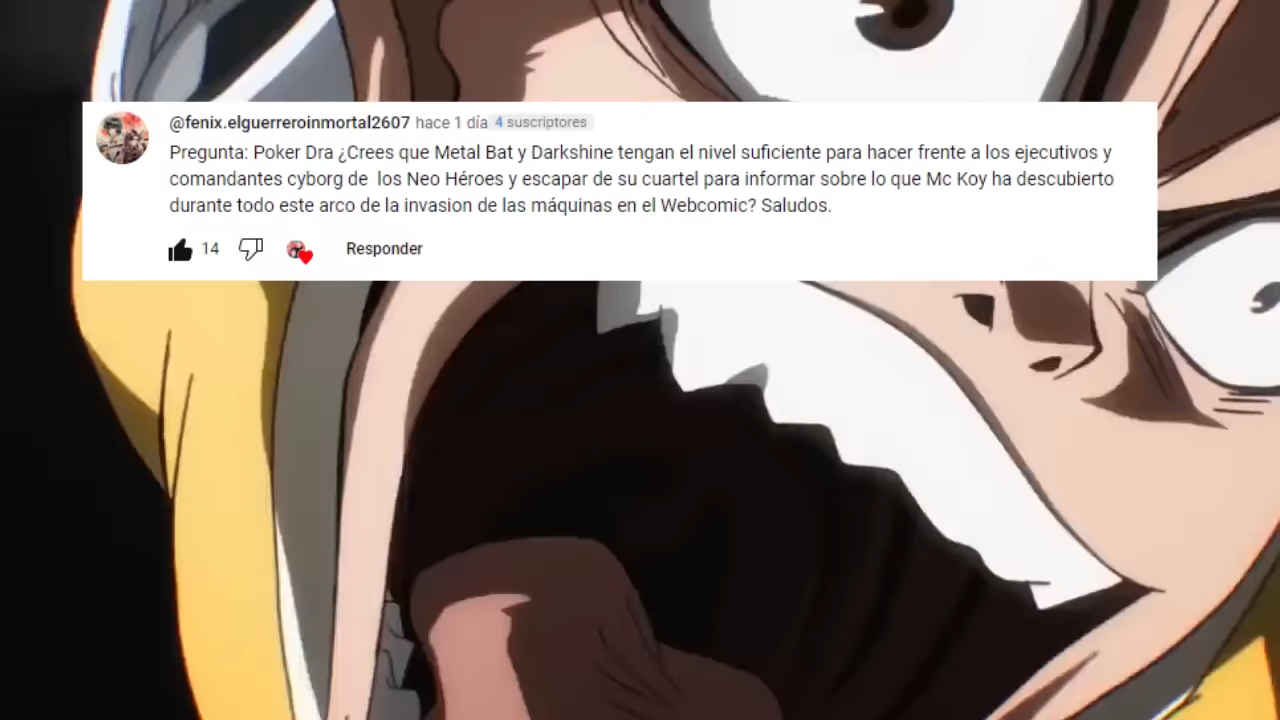 @fenix.elguerreroinmortal2607 hace 1 día 4 suscriptores
Pregunta: Poker Dra ¿Crees que Metal Bat y Darkshine tengan el nivel suficiente para hacer frente a los ejecutivos y
comandantes cyborg de los Neo Héroes y escapar de su cuartel para informar sobre lo que Mc Koy ha descubierto
durante todo este arco de la invasion de las máquinas en el Webcomic? Saludos.
14 Responder